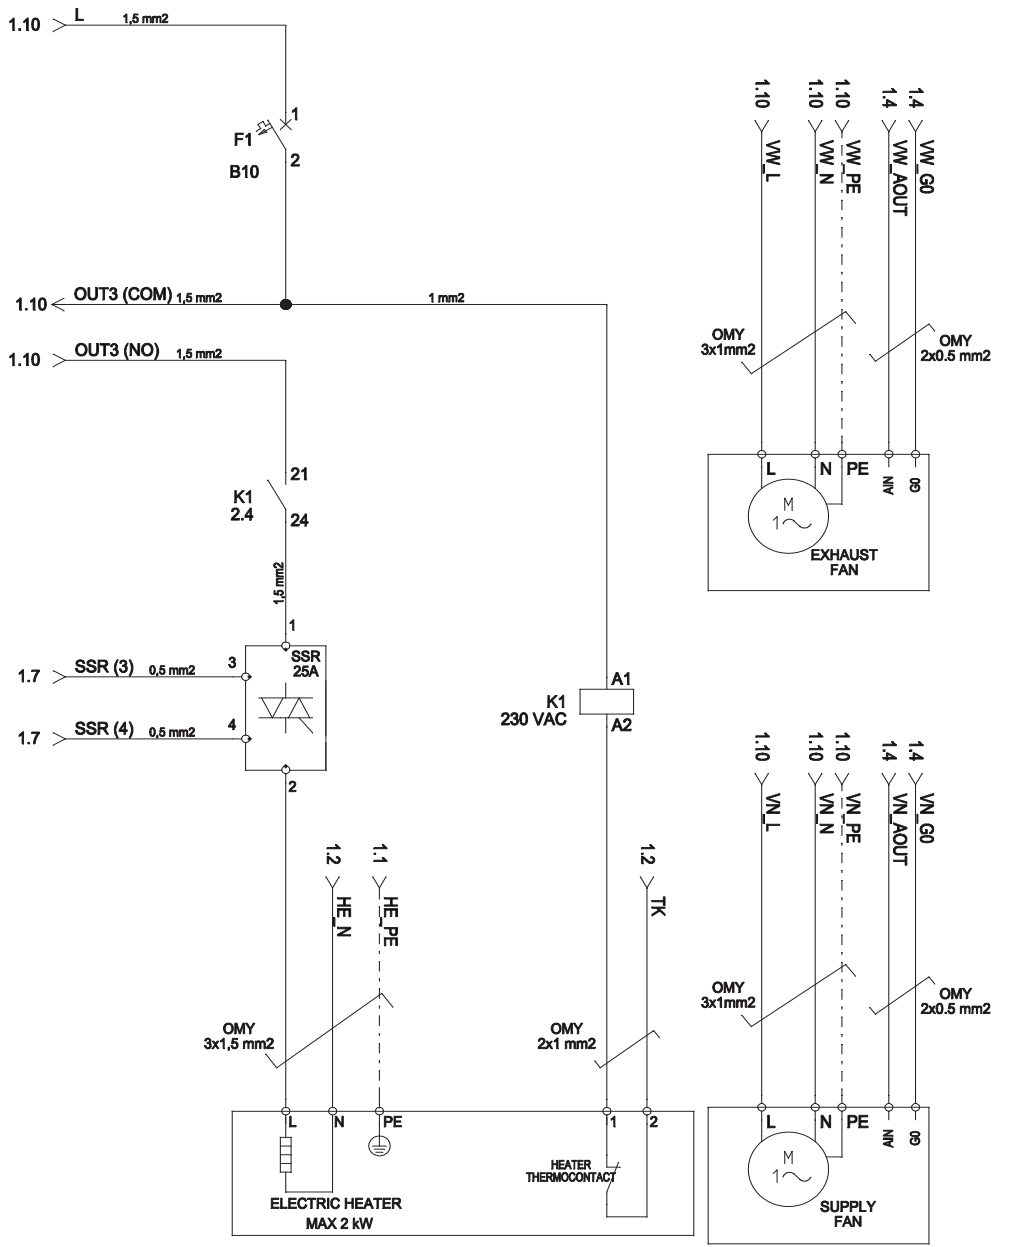 1.10
L
1,5 mm2
F1
1
2
B10
1.10
OUT3 (COM)
1,5 mm2
1 mm2
1.10
OUT3 (NO)
1,5 mm2
21
K1
2.4
24
1,5 mm2
1
SSR
25A
1.7
SSR (3)
0,5 mm2
3
1.7
SSR (4)
0,5 mm2
4
2
A1
K1
230 VAC
A2
1.2
HE_N
1.1
HE_PE
1.2
TK
OMY
3x1,5 mm2
OMY
2x1 mm2
L
N
PE
1
2
HEATER
THERMOCONTACT
ELECTRIC HEATER
MAX 2 kW
1.10
VW_L
1.10
VW_N
1.10
VW_PE
1.4
VW_AOUT
1.4
VW_G0
OMY
3x1mm2
OMY
2x0.5 mm2
L
N
PE
AIN
G0
M
1
EXHAUST
FAN
1.10
VN_L
1.10
VN_N
1.10
VN_PE
1.4
VN_AOUT
1.4
VN_G0
OMY
3x1mm2
OMY
2x0.5 mm2
L
N
PE
AIN
G0
M
1
SUPPLY
FAN